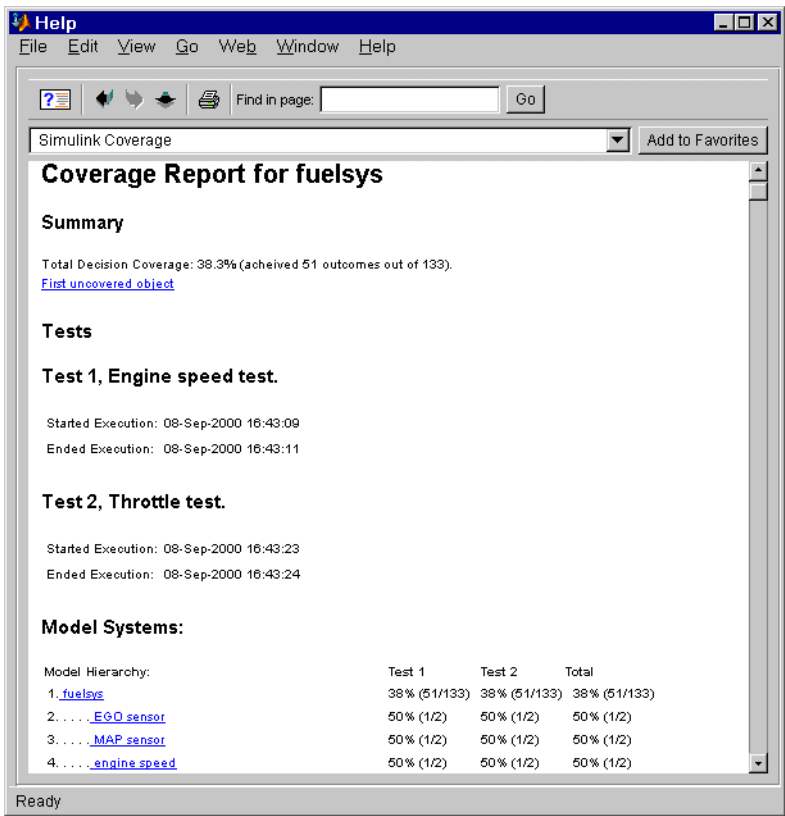 Help
File Edit View Go Web Window Help
Find in page: Go
Simulink Coverage Add to Favorites
Coverage Report for fuelsys
Summary
Total Decision Coverage: 38.3% (acheived 51 outcomes out of 133).
First uncovered object
Tests
Test 1, Engine speed test.
Started Execution: 08-Sep-2000 16:43:09
Ended Execution: 08-Sep-2000 16:43:11
Test 2, Throttle test.
Started Execution: 08-Sep-2000 16:43:23
Ended Execution: 08-Sep-2000 16:43:24
Model Systems:
Model Hierarchy: Test 1 Test 2 Total
1. fuelsys 38% (51/133) 38% (51/133) 38% (51/133)
2. . . . . EGO sensor 50% (1/2) 50% (1/2) 50% (1/2)
3. . . . . MAP sensor 50% (1/2) 50% (1/2) 50% (1/2)
4. . . . . engine speed 50% (1/2) 50% (1/2) 50% (1/2)
Ready